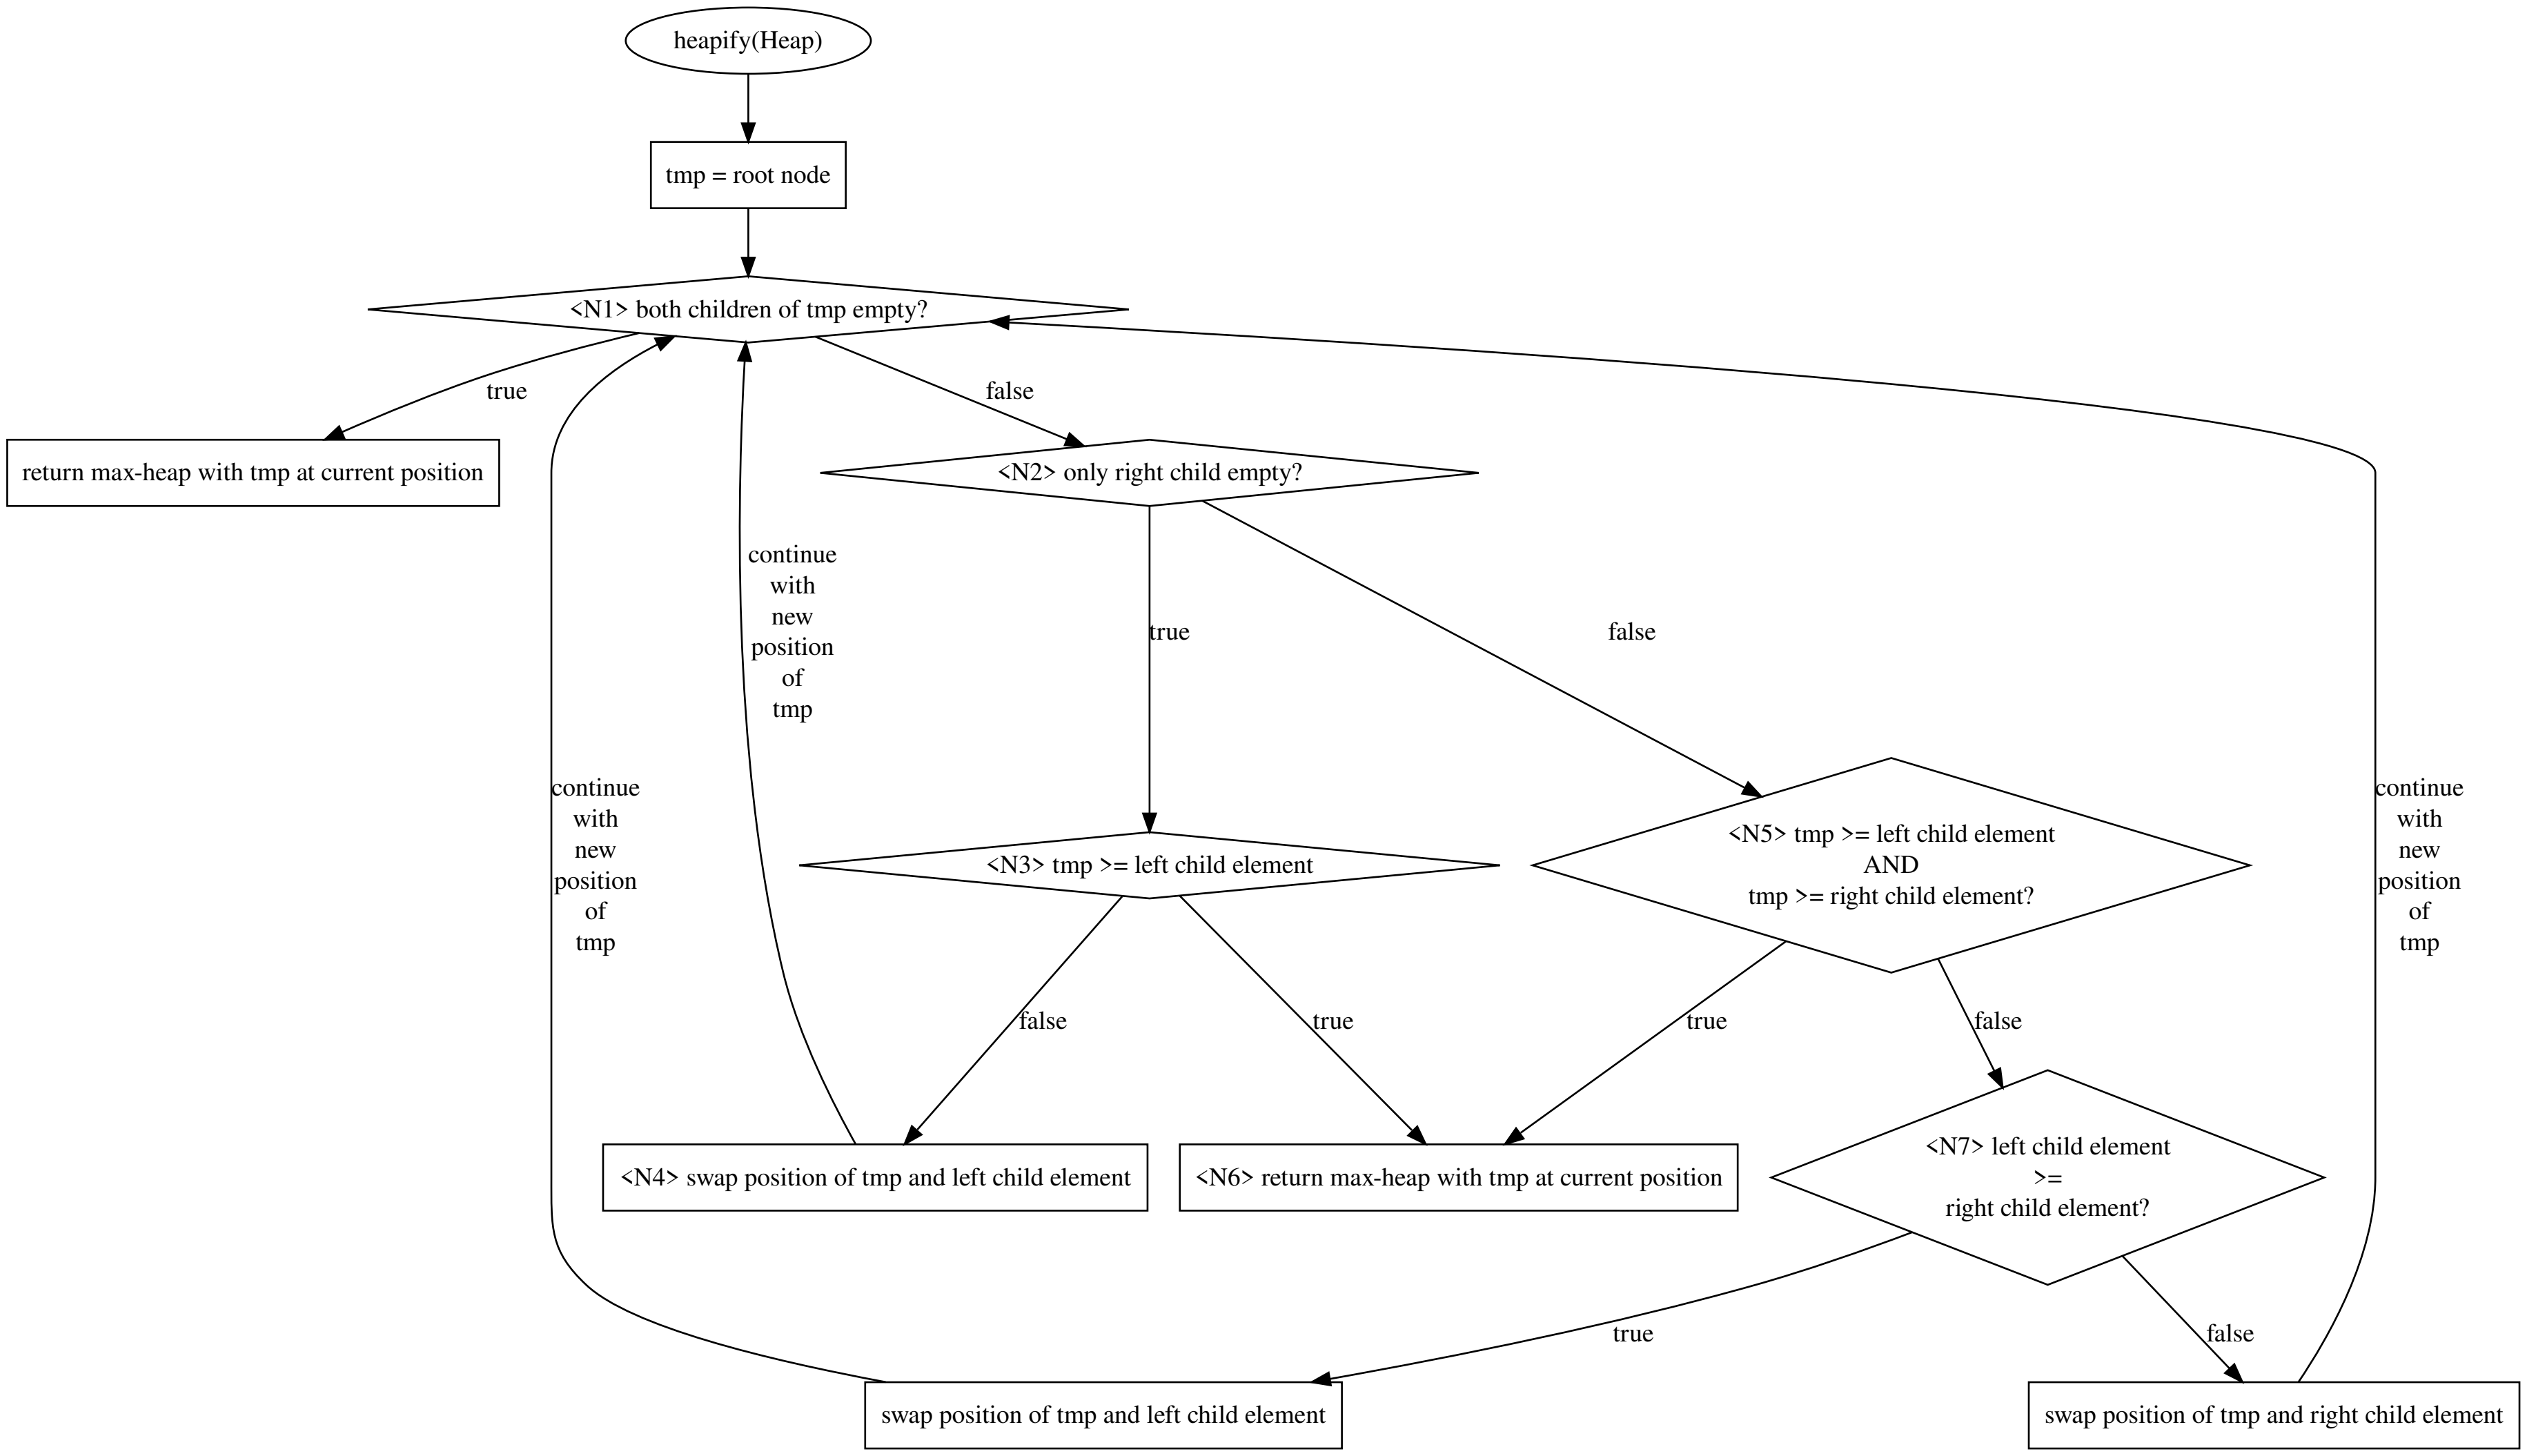 heapify(Heap)
tmp = root node
<N1> both children of tmp empty?
true
false
return max-heap with tmp at current position
<N2> only right child empty?
continue
with
new
position
of
tmp
true
false
continue
with
new
position
of
tmp
<N3> tmp >= left child element
<N5> tmp >= left child element
AND
tmp >= right child element?
continue
with
new
position
of
tmp
false
true
true
false
<N4> swap position of tmp and left child element
<N6> return max-heap with tmp at current position
<N7> left child element
>=
right child element?
true
false
swap position of tmp and left child element
swap position of tmp and right child element